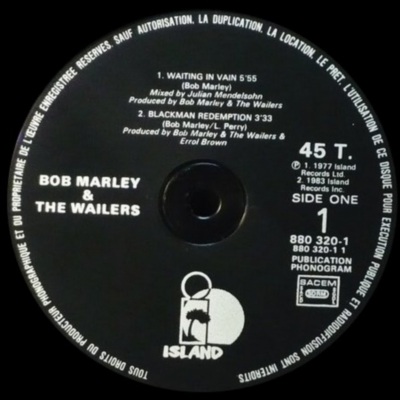 TOUS DROITS DU PRODUCTEUR PHONOGRAPHIQUE ET DU PROPRIETAIRE DE L'ŒUVRE ENREGISTREE RESERVES. SAUF AUTORISATION, LA DUPLICATION, LA LOCATION, LE PRET, L'UTILISATION DE CE DISQUE POUR EXECUTION PUBLIQUE ET RADIODIFFUSION SONT INTERDITS
1. WAITING IN VAIN 5'55
(Bob Marley)
Mixed by Julian Mendelsohn
Produced by Bob Marley & The Wailers
2. BLACKMAN REDEMPTION 3'33
(Bob Marley/L. Perry)
Produced by Bob Marley & The Wailers &
Errol Brown
BOB MARLEY
&
THE WAILERS
45 T.
℗ 1. 1977 Island
Records Ltd.
℗ 2. 1983 Island
Records Inc.
SIDE ONE
1
880 320-1
880 320-1 1
PUBLICATION
PHONOGRAM
SACEM
ISLAND